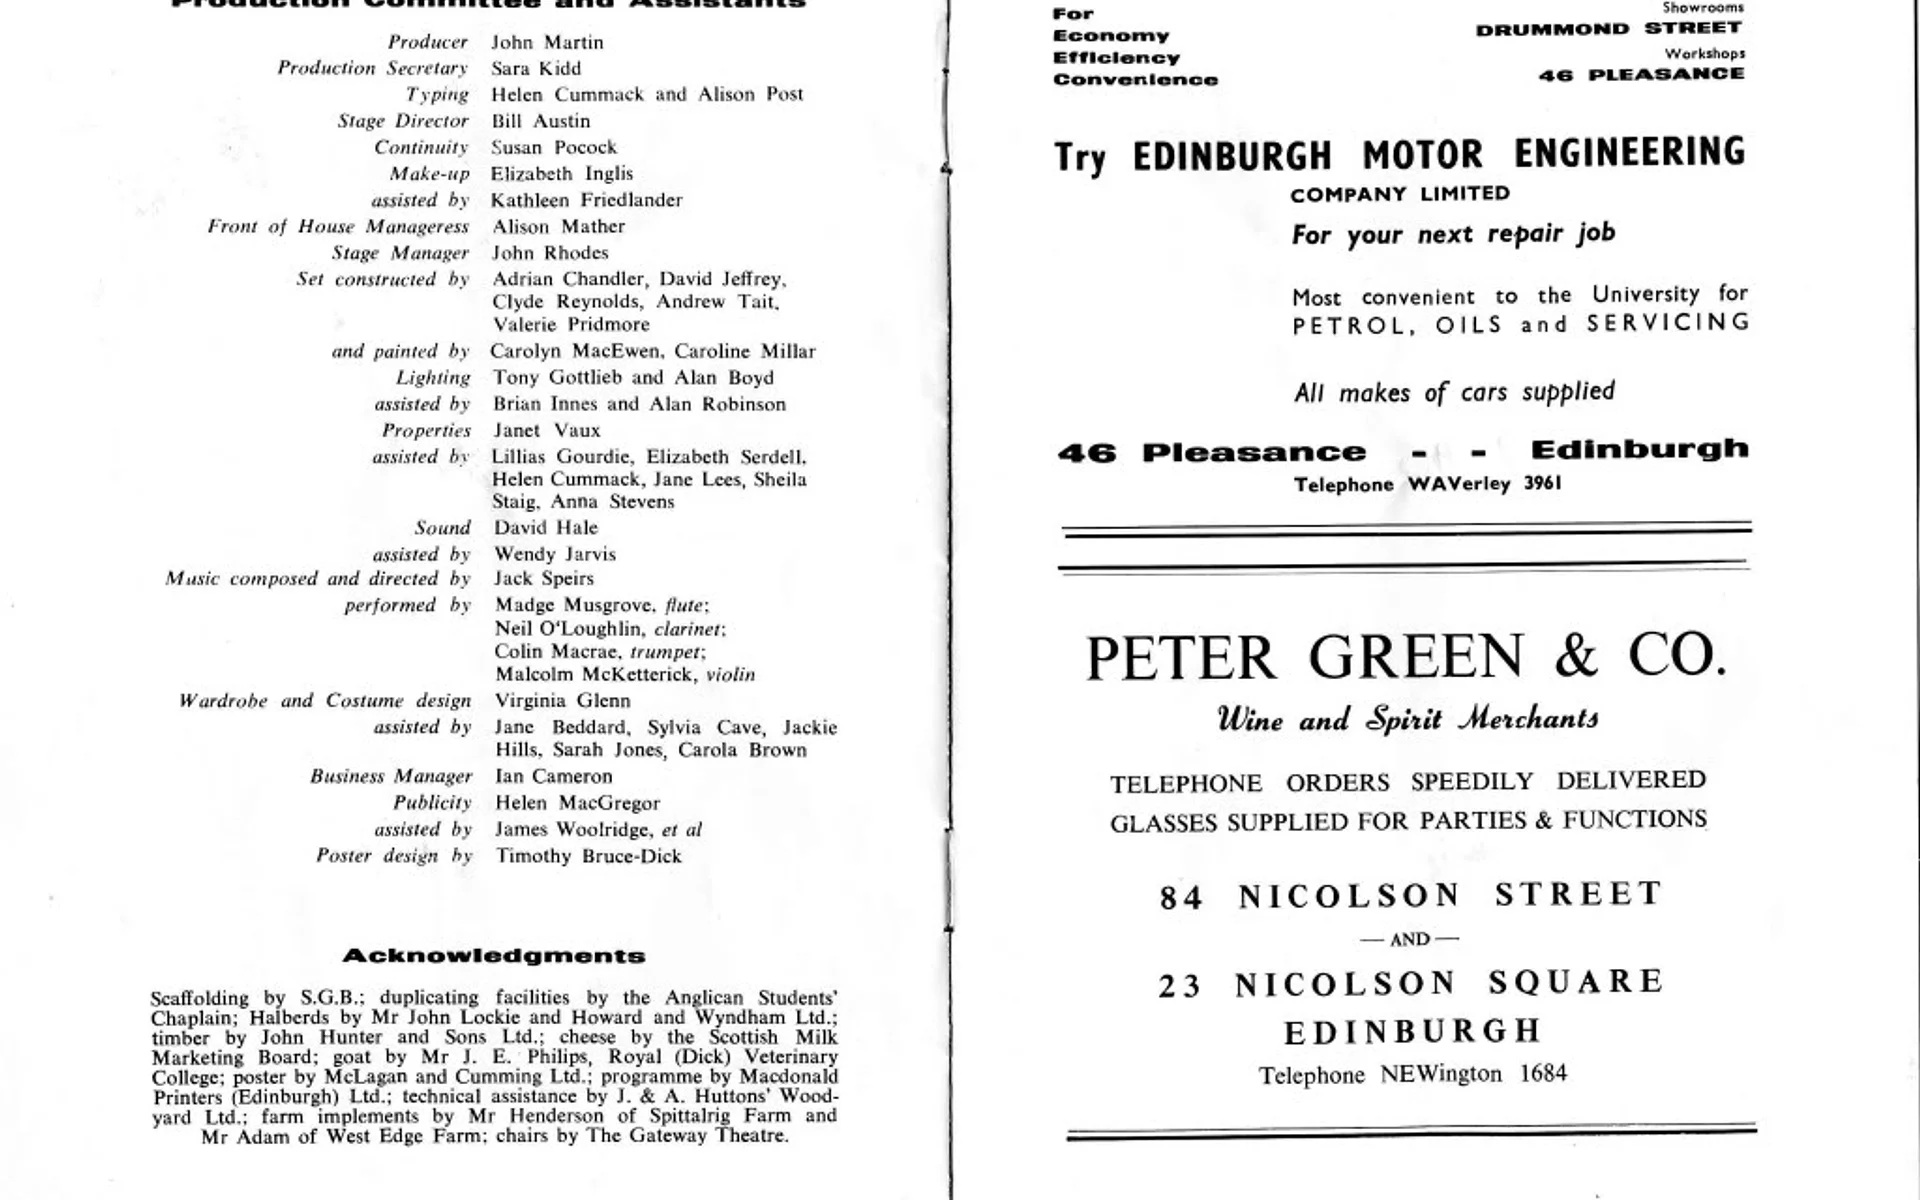 Production Committee and Assistants
Producer John Martin
Production Secretary Sara Kidd
Typing Helen Cummack and Alison Post
Stage Director Bill Austin
Continuity Susan Pocock
Make-up Elizabeth Inglis
assisted by Kathleen Friedlander
Front of House Manageress Alison Mather
Stage Manager John Rhodes
Set constructed by Adrian Chandler, David Jeffrey,
Clyde Reynolds, Andrew Tait,
Valerie Pridmore
and painted by Carolyn MacEwen, Caroline Millar
Lighting Tony Gottlieb and Alan Boyd
assisted by Brian Innes and Alan Robinson
Properties Janet Vaux
assisted by Lillias Gourdie, Elizabeth Serdell,
Helen Cummack, Jane Lees, Sheila
Staig, Anna Stevens
Sound David Hale
assisted by Wendy Jarvis
Music composed and directed by Jack Speirs
performed by Madge Musgrove, flute;
Neil O'Loughlin, clarinet;
Colin Macrae, trumpet;
Malcolm McKetterick, violin
Wardrobe and Costume design Virginia Glenn
assisted by Jane Beddard, Sylvia Cave, Jackie
Hills, Sarah Jones, Carola Brown
Business Manager Ian Cameron
Publicity Helen MacGregor
assisted by James Woolridge, et al
Poster design by Timothy Bruce-Dick
Acknowledgments
Scaffolding by S.G.B.; duplicating facilities by the Anglican Students'
Chaplain; Halberds by Mr John Lockie and Howard and Wyndham Ltd.;
timber by John Hunter and Sons Ltd.; cheese by the Scottish Milk
Marketing Board; goat by Mr J. E. Philips, Royal (Dick) Veterinary
College; poster by McLagan and Cumming Ltd.; programme by Macdonald
Printers (Edinburgh) Ltd.; technical assistance by J. & A. Huttons' Wood-
yard Ltd.; farm implements by Mr Henderson of Spittalrig Farm and
Mr Adam of West Edge Farm; chairs by The Gateway Theatre.
For
Economy
Efficiency
Convenience
Showrooms
DRUMMOND STREET
Workshops
46 PLEASANCE
Try EDINBURGH MOTOR ENGINEERING
COMPANY LIMITED
For your next repair job
Most convenient to the University for
PETROL, OILS and SERVICING
All makes of cars supplied
46 Pleasance - - Edinburgh
Telephone WAVerley 3961
PETER GREEN & CO.
Wine and Spirit Merchants
TELEPHONE ORDERS SPEEDILY DELIVERED
GLASSES SUPPLIED FOR PARTIES & FUNCTIONS
84 NICOLSON STREET
— AND —
23 NICOLSON SQUARE
EDINBURGH
Telephone NEWington 1684